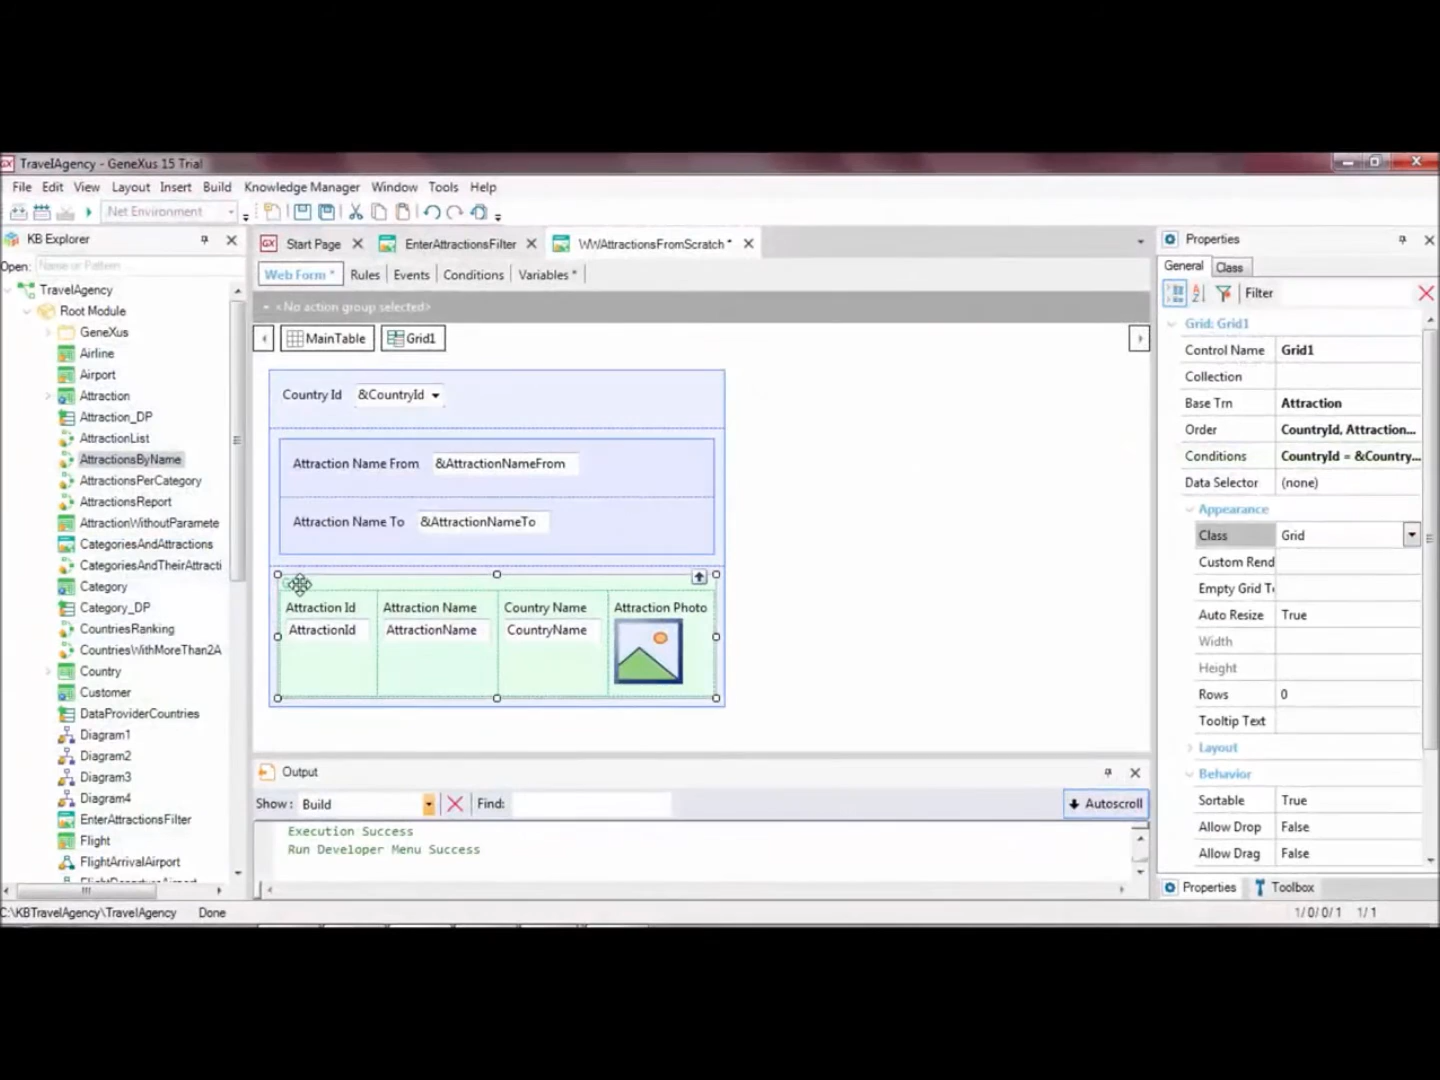 TravelAgency - GeneXus 15 Trial
File Edit View Layout Insert Build Knowledge Manager Window Tools Help
Net Environment
KB Explorer
Open: Name or Pattern
TravelAgency
Root Module
GeneXus
Airline
Airport
Attraction
Attraction_DP
AttractionList
AttractionsByName
AttractionsPerCategory
AttractionsReport
AttractionWithoutParamete
CategoriesAndAttractions
CategoriesAndTheirAttracti
Category
Category_DP
CountriesRanking
CountriesWithMoreThan2A
Country
Customer
DataProviderCountries
Diagram1
Diagram2
Diagram3
Diagram4
EnterAttractionsFilter
Flight
FlightArrivalAirport
C:\KBTravelAgency\TravelAgency Done
Start Page EnterAttractionsFilter WWAttractionsFromScratch *
Web Form * Rules Events Conditions Variables *
<No action group selected>
MainTable Grid1
Country Id &CountryId
Attraction Name From &AttractionNameFrom
Attraction Name To &AttractionNameTo
Attraction Id Attraction Name Country Name Attraction Photo
AttractionId AttractionName CountryName
Output
Show: Build Find: Autoscroll
Execution Success
Run Developer Menu Success
Properties
General Class
Filter
Grid: Grid1
Control Name Grid1
Collection
Base Trn Attraction
Order CountryId, Attraction...
Conditions CountryId = &Country...
Data Selector (none)
Appearance
Class Grid
Custom Rend
Empty Grid T
Auto Resize True
Width
Height
Rows 0
Tooltip Text
Layout
Behavior
Sortable True
Allow Drop False
Allow Drag False
Properties Toolbox
1/0/0/1 1/1